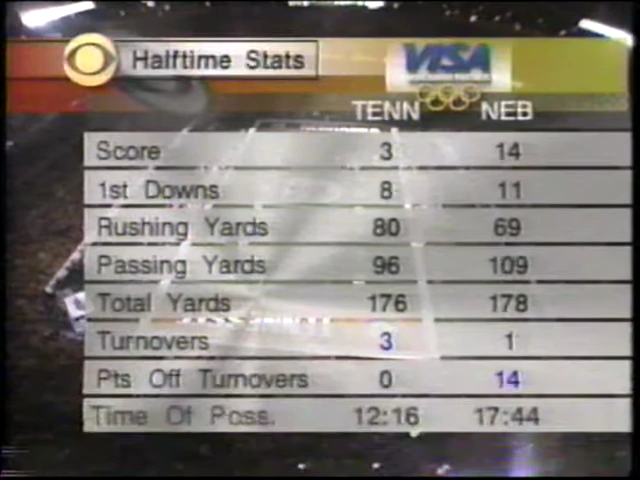 Halftime Stats
VISA
TENN NEB
Score 3 14
1st Downs 8 11
Rushing Yards 80 69
Passing Yards 96 109
Total Yards 176 178
Turnovers 3 1
Pts Off Turnovers 0 14
Time Of Poss. 12:16 17:44